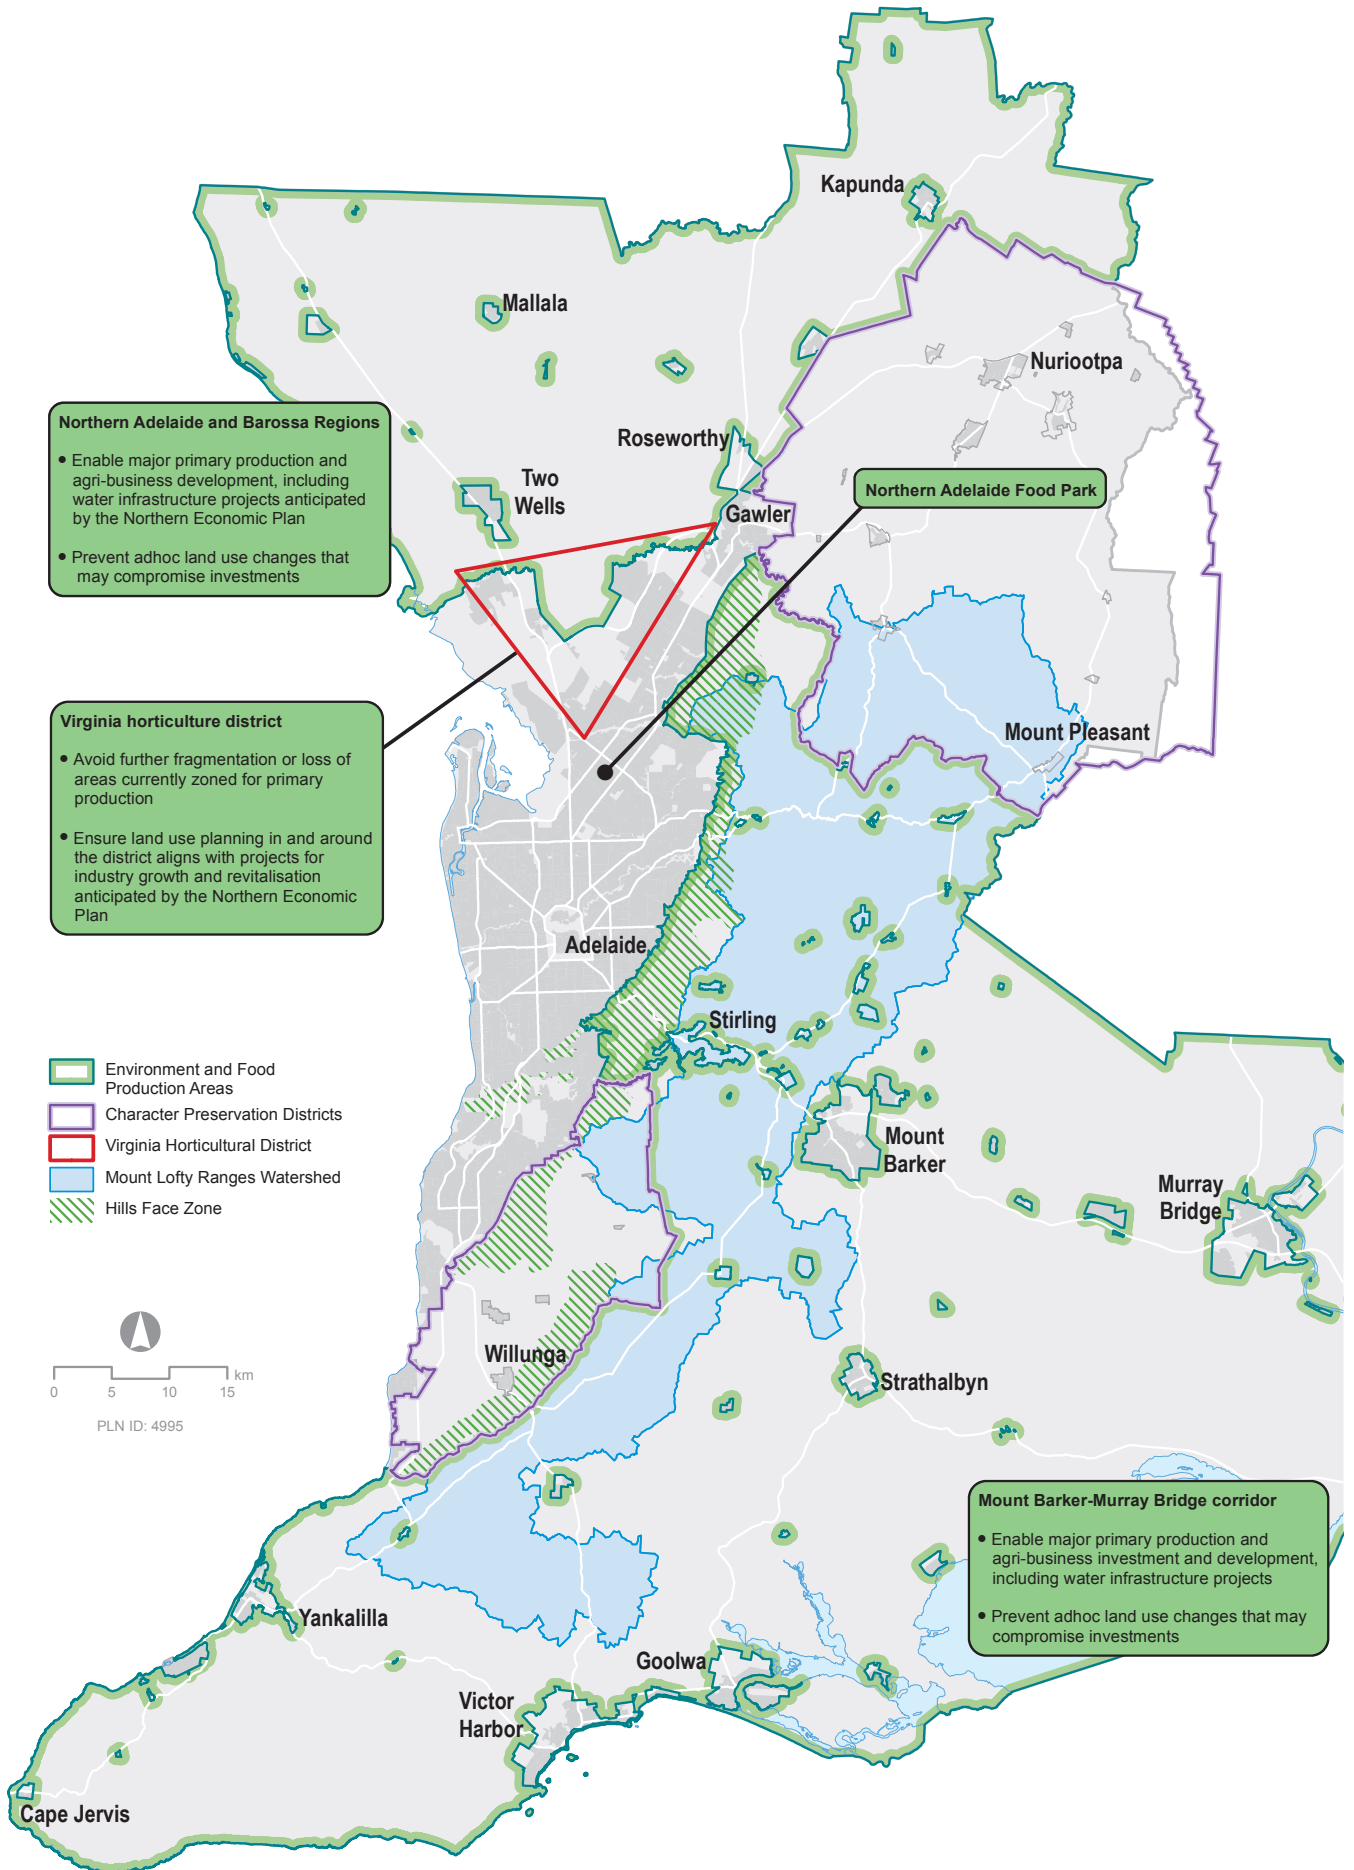 Kapunda
Mallala
Nuriootpa
Northern Adelaide and Barossa Regions
• Enable major primary production and
agri-business development, including
water infrastructure projects anticipated
by the Northern Economic Plan
• Prevent adhoc land use changes that
may compromise investments
Roseworthy
Two
Wells
Northern Adelaide Food Park
Gawler
Virginia horticulture district
• Avoid further fragmentation or loss of
areas currently zoned for primary
production
• Ensure land use planning in and around
the district aligns with projects for
industry growth and revitalisation
anticipated by the Northern Economic
Plan
Mount Pleasant
Adelaide
Stirling
Environment and Food
Production Areas
Character Preservation Districts
Virginia Horticultural District
Mount Lofty Ranges Watershed
Hills Face Zone
Mount
Barker
Murray
Bridge
km
0 5 10 15
PLN ID: 4995
Willunga
Strathalbyn
Mount Barker-Murray Bridge corridor
• Enable major primary production and
agri-business investment and development,
including water infrastructure projects
• Prevent adhoc land use changes that may
compromise investments
Yankalilla
Goolwa
Victor
Harbor
Cape Jervis